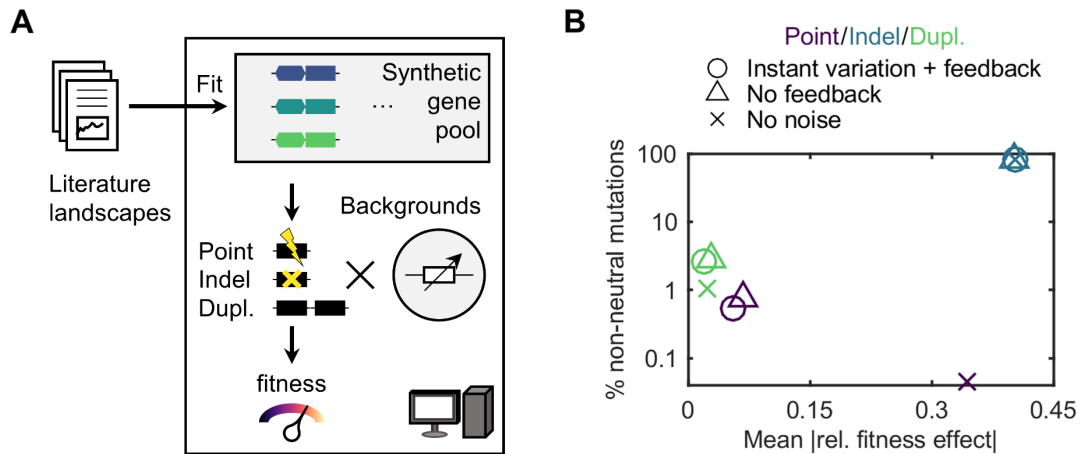 A
Literature
landscapes
Fit
Synthetic
gene
...
pool
Backgrounds
Point
Indel
Dupl.
fitness
B
Point/Indel/Dupl.
Instant variation + feedback
No feedback
No noise
% non-neutral mutations
100
10
1
0.1
0
0.15
0.3
0.45
Mean |rel. fitness effect|